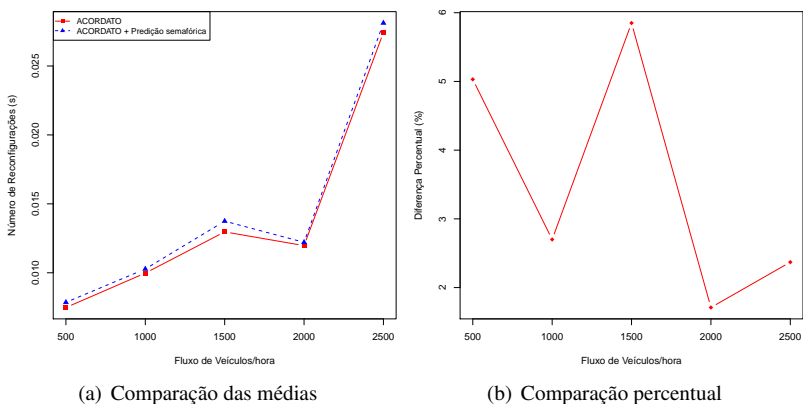 ACORDATO
ACORDATO + Predição semafórica
Número de Reconfigurações (s)
0.025
0.020
0.015
0.010
500 1000 1500 2000 2500
Fluxo de Veículos/hora
(a) Comparação das médias
Diferença Percentual (%)
6
5
4
3
2
500 1000 1500 2000 2500
Fluxo de Veículos/hora
(b) Comparação percentual